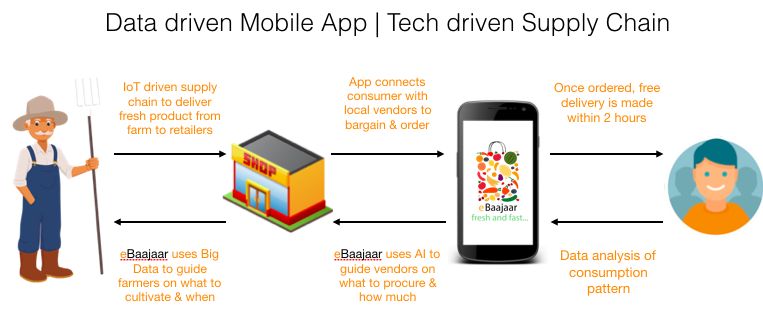 Data driven Mobile App | Tech driven Supply Chain
IoT driven supply
chain to deliver
fresh product from
farm to retailers
App connects
consumer with
local vendors to
bargain & order
Once ordered, free
delivery is made
within 2 hours
SHOP
eBaajaar
fresh and fast...
eBaajaar uses Big
Data to guide
farmers on what to
cultivate & when
eBaajaar uses AI to
guide vendors on
what to procure &
how much
Data analysis of
consumption
pattern